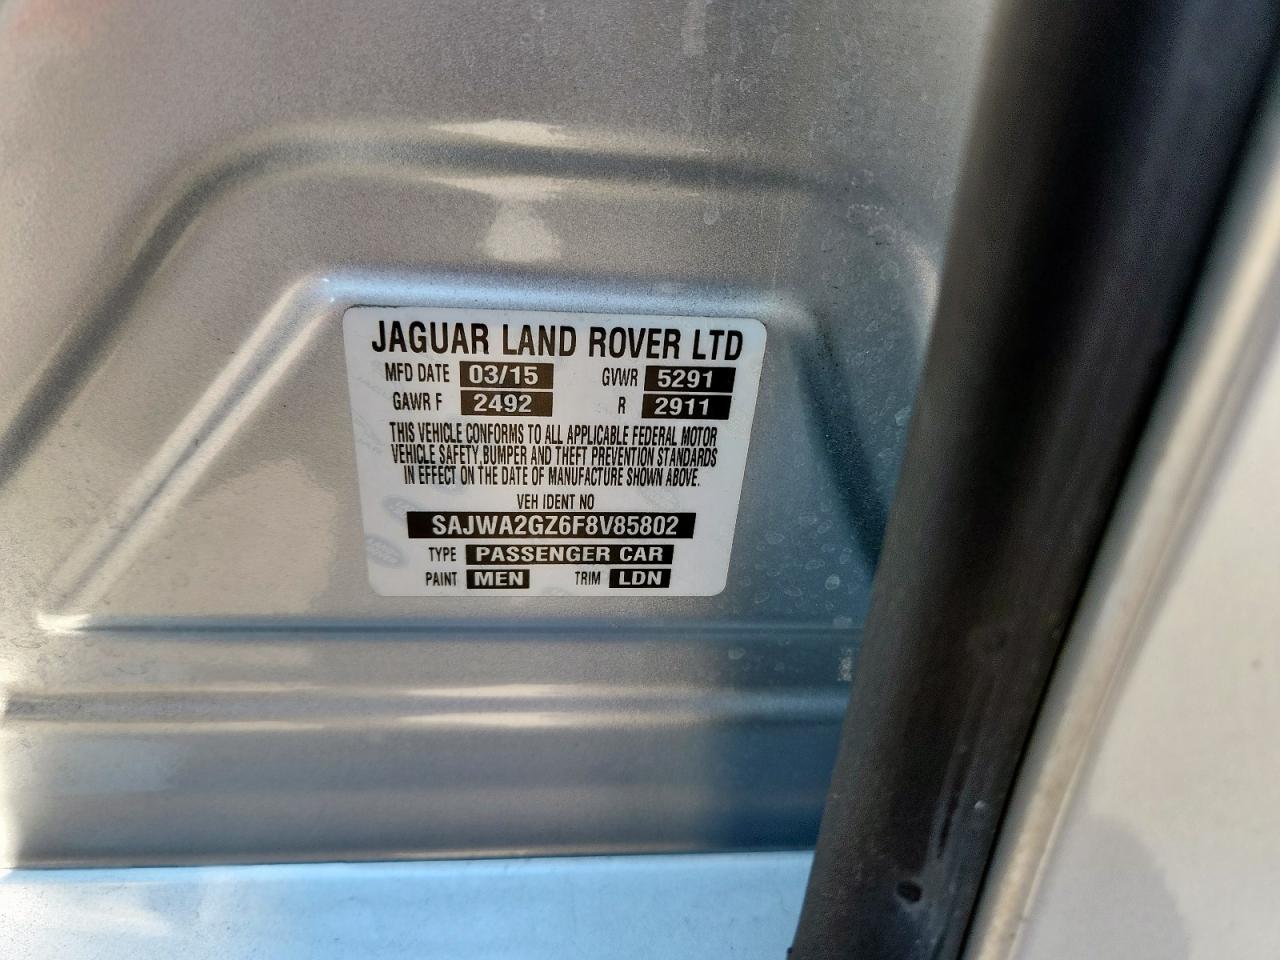 JAGUAR LAND ROVER LTD
MFD DATE 03/15 GVWR 5291
GAWR F 2492 R 2911
THIS VEHICLE CONFORMS TO ALL APPLICABLE FEDERAL MOTOR
VEHICLE SAFETY BUMPER AND THEFT PREVENTION STANDARDS
IN EFFECT ON THE DATE OF MANUFACTURE SHOWN ABOVE.
VEH IDENT NO
SAJWA2GZ6F8V85802
TYPE PASSENGER CAR
PAINT MEN TRIM LDN